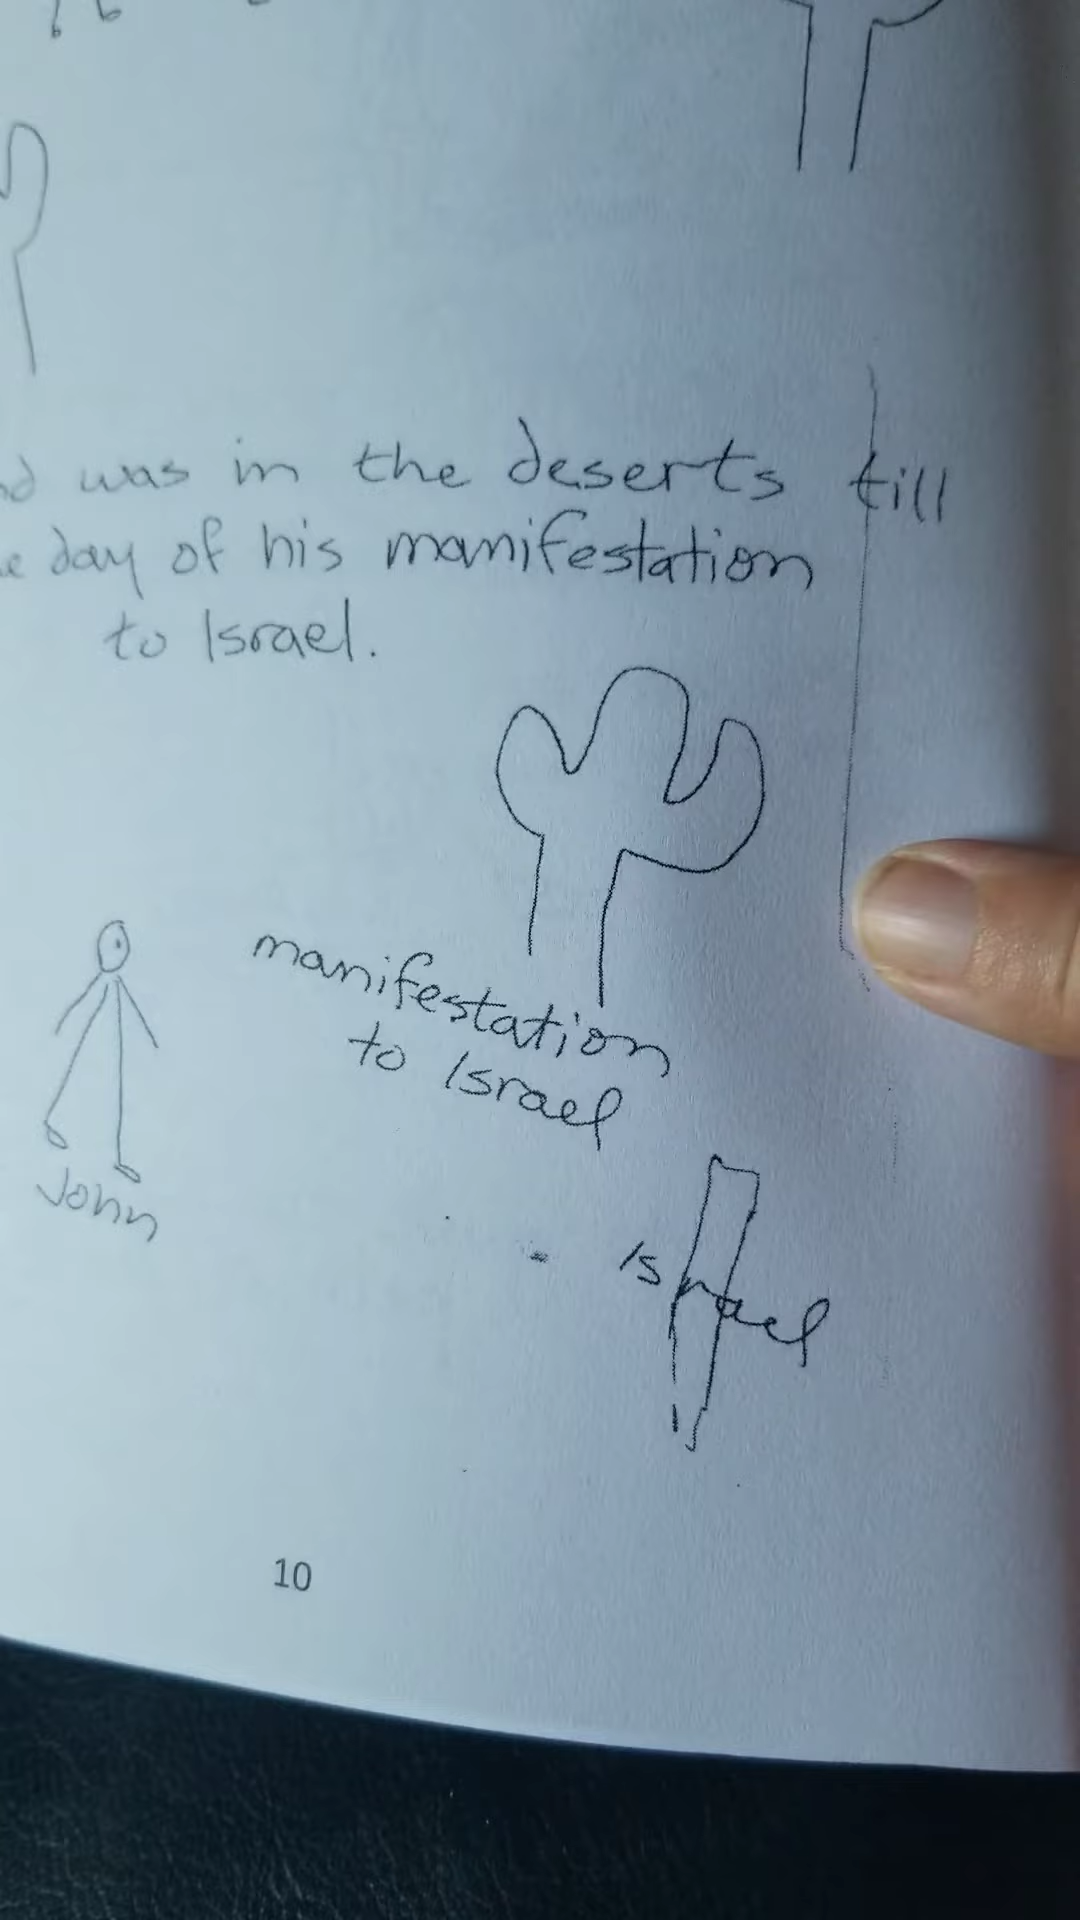 was in the deserts till
day of his manifestation
to Israel.
manifestation
to Israel
John
Israel
10